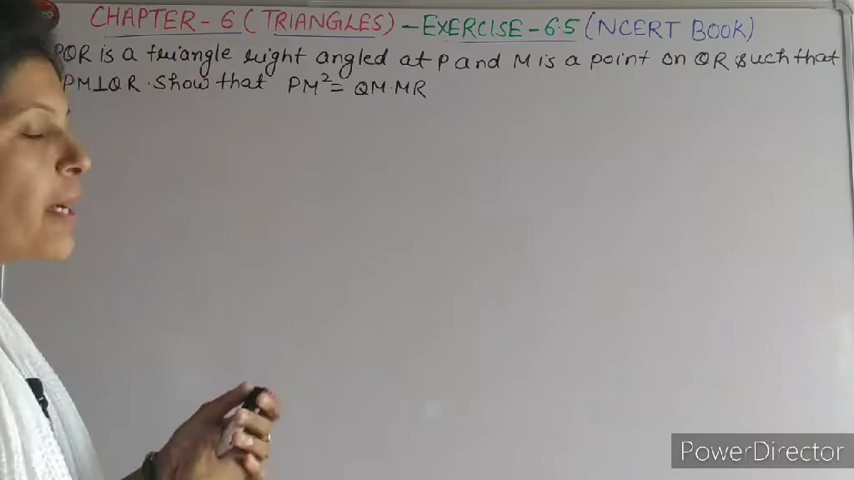 CHAPTER-6(TRIANGLES)-EXERCISE-6.5(NCERT BOOK)
PQR is a triangle right angled at P and M is a point on QR such that
PM⊥QR. Show that PM²= QM.MR
PowerDirector